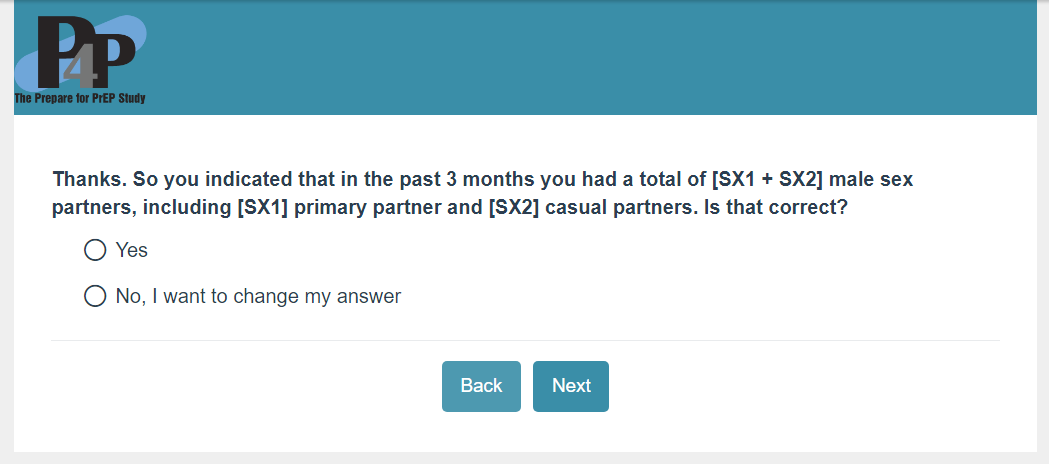 P4P
The Prepare for PrEP Study
Thanks. So you indicated that in the past 3 months you had a total of [SX1 + SX2] male sex
partners, including [SX1] primary partner and [SX2] casual partners. Is that correct?
Yes
No, I want to change my answer
Back
Next